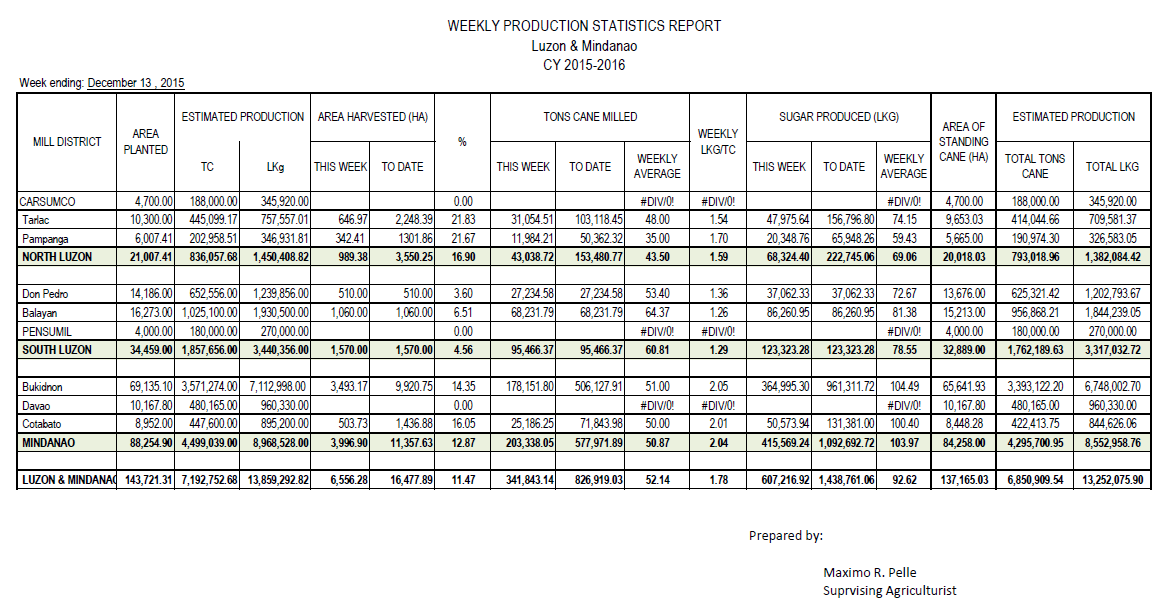 WEEKLY PRODUCTION STATISTICS REPORT
Luzon & Mindanao
CY 2015-2016
Week ending: December 13 , 2015
MILL DISTRICT AREA PLANTED ESTIMATED PRODUCTION AREA HARVESTED (HA) % TONS CANE MILLED WEEKLY LKG/TC SUGAR PRODUCED (LKG) AREA OF STANDING CANE (HA) ESTIMATED PRODUCTION
TC LKg THIS WEEK TO DATE THIS WEEK TO DATE WEEKLY AVERAGE THIS WEEK TO DATE WEEKLY AVERAGE TOTAL TONS CANE TOTAL LKG
CARSUMCO 4,700.00 188,000.00 345,920.00 0.00 #DIV/0! #DIV/0! #DIV/0! 4,700.00 188,000.00 345,920.00
Tarlac 10,300.00 445,099.17 757,557.01 646.97 2,248.39 21.83 31,054.51 103,118.45 48.00 1.54 47,975.64 156,796.80 74.15 9,653.03 414,044.66 709,581.37
Pampanga 6,007.41 202,958.51 346,931.81 342.41 1301.86 21.67 11,984.21 50,362.32 35.00 1.70 20,348.76 65,948.26 59.43 5,665.00 190,974.30 326,583.05
NORTH LUZON 21,007.41 836,057.68 1,450,408.82 989.38 3,550.25 16.90 43,038.72 153,480.77 43.50 1.59 68,324.40 222,745.06 69.06 20,018.03 793,018.96 1,382,084.42
Don Pedro 14,186.00 652,556.00 1,239,856.00 510.00 510.00 3.60 27,234.58 27,234.58 53.40 1.36 37,062.33 37,062.33 72.67 13,676.00 625,321.42 1,202,793.67
Balayan 16,273.00 1,025,100.00 1,930,500.00 1,060.00 1,060.00 6.51 68,231.79 68,231.79 64.37 1.26 86,260.95 86,260.95 81.38 15,213.00 956,868.21 1,844,239.05
PENSUMIL 4,000.00 180,000.00 270,000.00 0.00 #DIV/0! #DIV/0! #DIV/0! 4,000.00 180,000.00 270,000.00
SOUTH LUZON 34,459.00 1,857,656.00 3,440,356.00 1,570.00 1,570.00 4.56 95,466.37 95,466.37 60.81 1.29 123,323.28 123,323.28 78.55 32,889.00 1,762,189.63 3,317,032.72
Bukidnon 69,135.10 3,571,274.00 7,112,998.00 3,493.17 9,920.75 14.35 178,151.80 506,127.91 51.00 2.05 364,995.30 961,311.72 104.49 65,641.93 3,393,122.20 6,748,002.70
Davao 10,167.80 480,165.00 960,330.00 0.00 #DIV/0! #DIV/0! #DIV/0! 10,167.80 480,165.00 960,330.00
Cotabato 8,952.00 447,600.00 895,200.00 503.73 1,436.88 16.05 25,186.25 71,843.98 50.00 2.01 50,573.94 131,381.00 100.40 8,448.28 422,413.75 844,626.06
MINDANAO 88,254.90 4,499,039.00 8,968,528.00 3,996.90 11,357.63 12.87 203,338.05 577,971.89 50.87 2.04 415,569.24 1,092,692.72 103.97 84,258.00 4,295,700.95 8,552,958.76
LUZON & MINDANAO 143,721.31 7,192,752.68 13,859,292.82 6,556.28 16,477.89 11.47 341,843.14 826,919.03 52.14 1.78 607,216.92 1,438,761.06 92.62 137,165.03 6,850,909.54 13,252,075.90
Prepared by:
Maximo R. Pelle
Suprvising Agriculturist